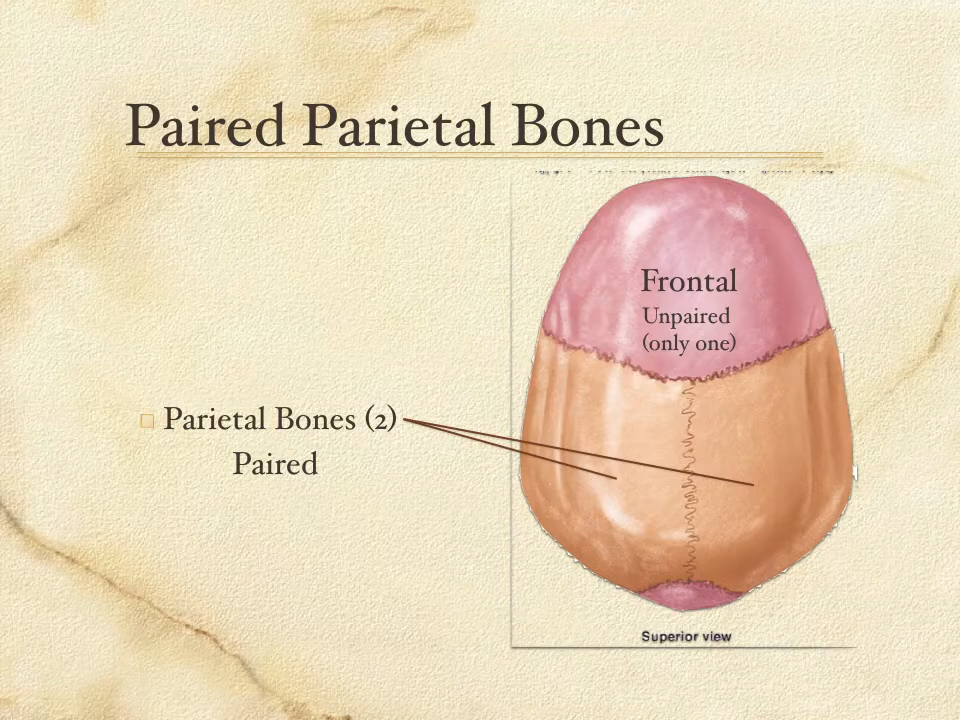 Paired Parietal Bones
Frontal
Unpaired
(only one)
Parietal Bones (2)
Paired
Superior view